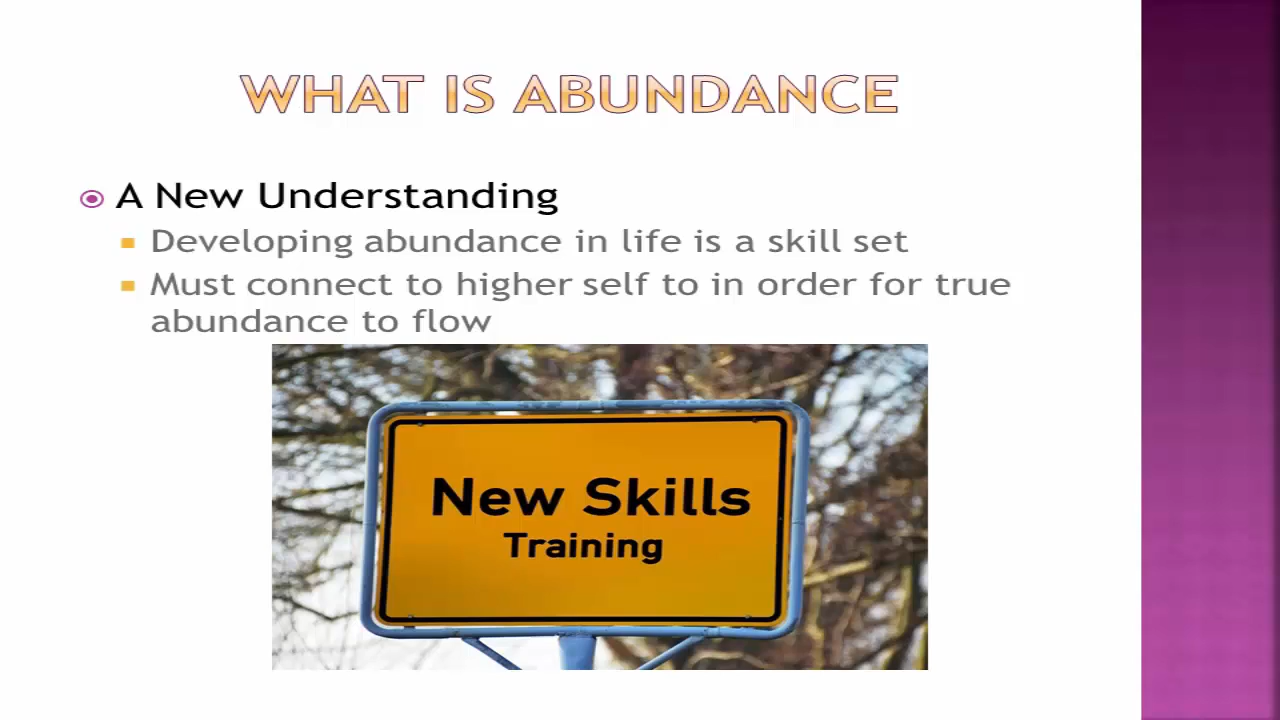 WHAT IS ABUNDANCE
A New Understanding
Developing abundance in life is a skill set
Must connect to higher self to in order for true
abundance to flow
New Skills
Training